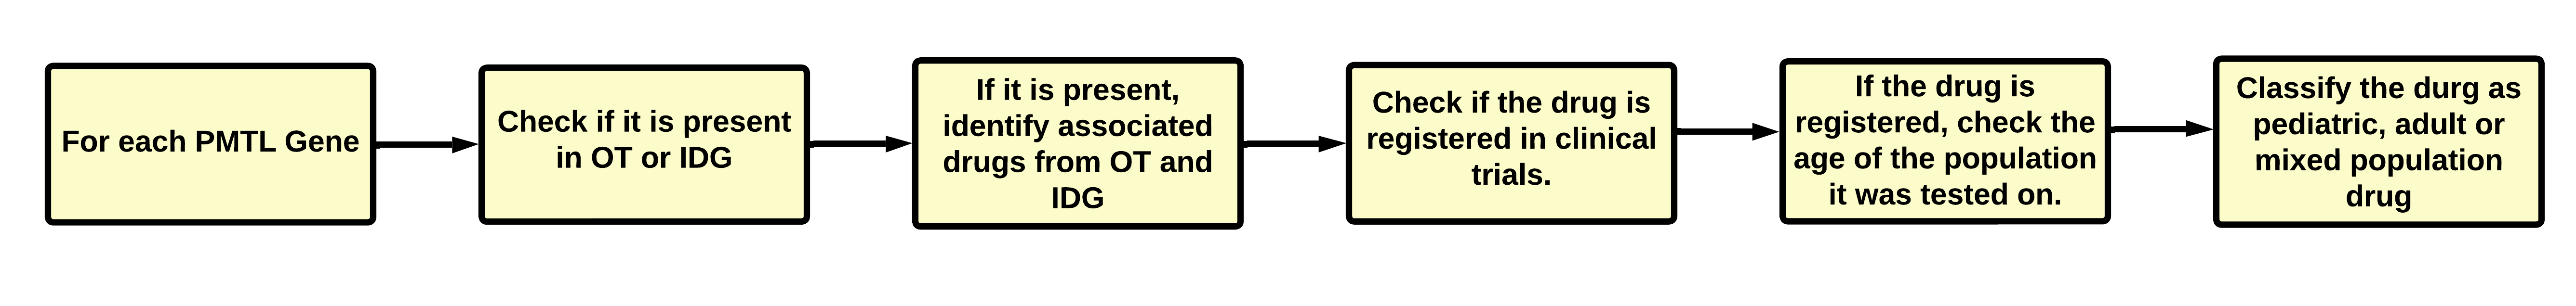 For each PMTL Gene
Check if it is present
in OT or IDG
If it is present,
identify associated
drugs from OT and
IDG
Check if the drug is
registered in clinical
trials.
If the drug is
registered, check the
age of the population
it was tested on.
Classify the durg as
pediatric, adult or
mixed population
drug